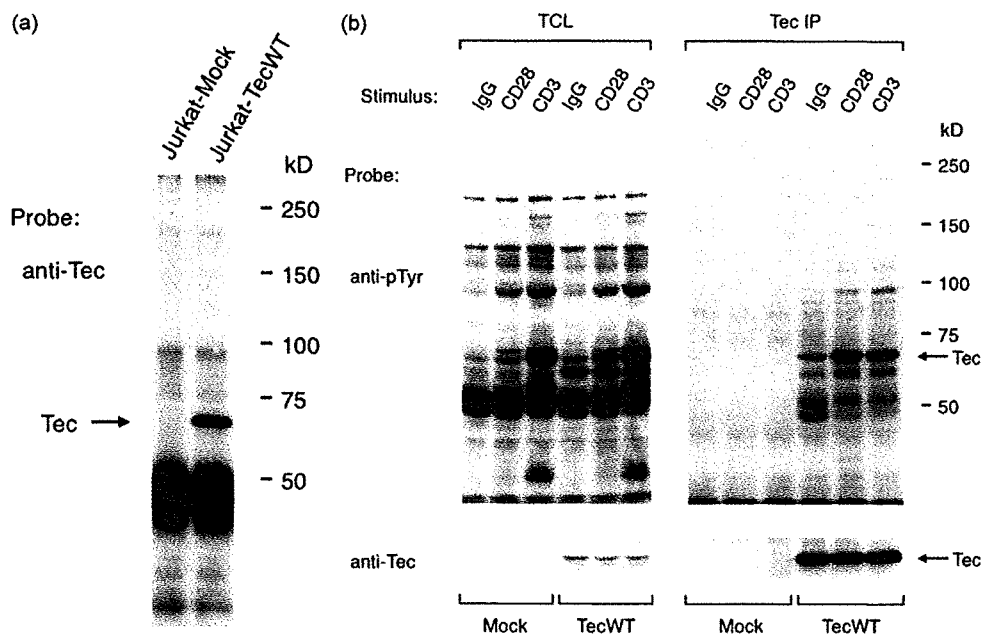 (a)
Jurkat-Mock
Jurkat-TecWT
kD
Probe:
anti-Tec
250
150
100
75
50
Tec
(b)
TCL
Tec IP
Stimulus:
IgG
CD28
CD3
IgG
CD28
CD3
IgG
CD28
CD3
IgG
CD28
CD3
kD
Probe:
anti-pTyr
250
150
100
75
Tec
50
anti-Tec
Tec
Mock
TecWT
Mock
TecWT